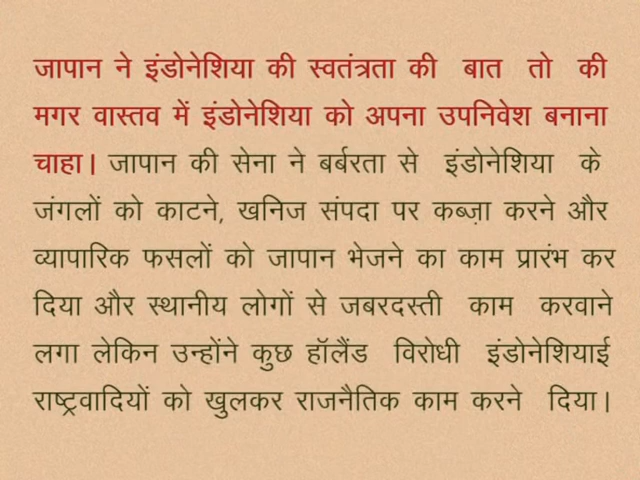 जापान ने इंडोनेशिया की स्वतंत्रता की बात तो की
मगर वास्तव में इंडोनेशिया को अपना उपनिवेश बनाना
चाहा। जापान की सेना ने बर्बरता से इंडोनेशिया के
जंगलों को काटने, खनिज संपदा पर कब्ज़ा करने और
व्यापारिक फसलों को जापान भेजने का काम प्रारंभ कर
दिया और स्थानीय लोगों से जबरदस्ती काम करवाने
लगा लेकिन उन्होंने कुछ हॉलैंड विरोधी इंडोनेशियाई
राष्ट्रवादियों को खुलकर राजनैतिक काम करने दिया।